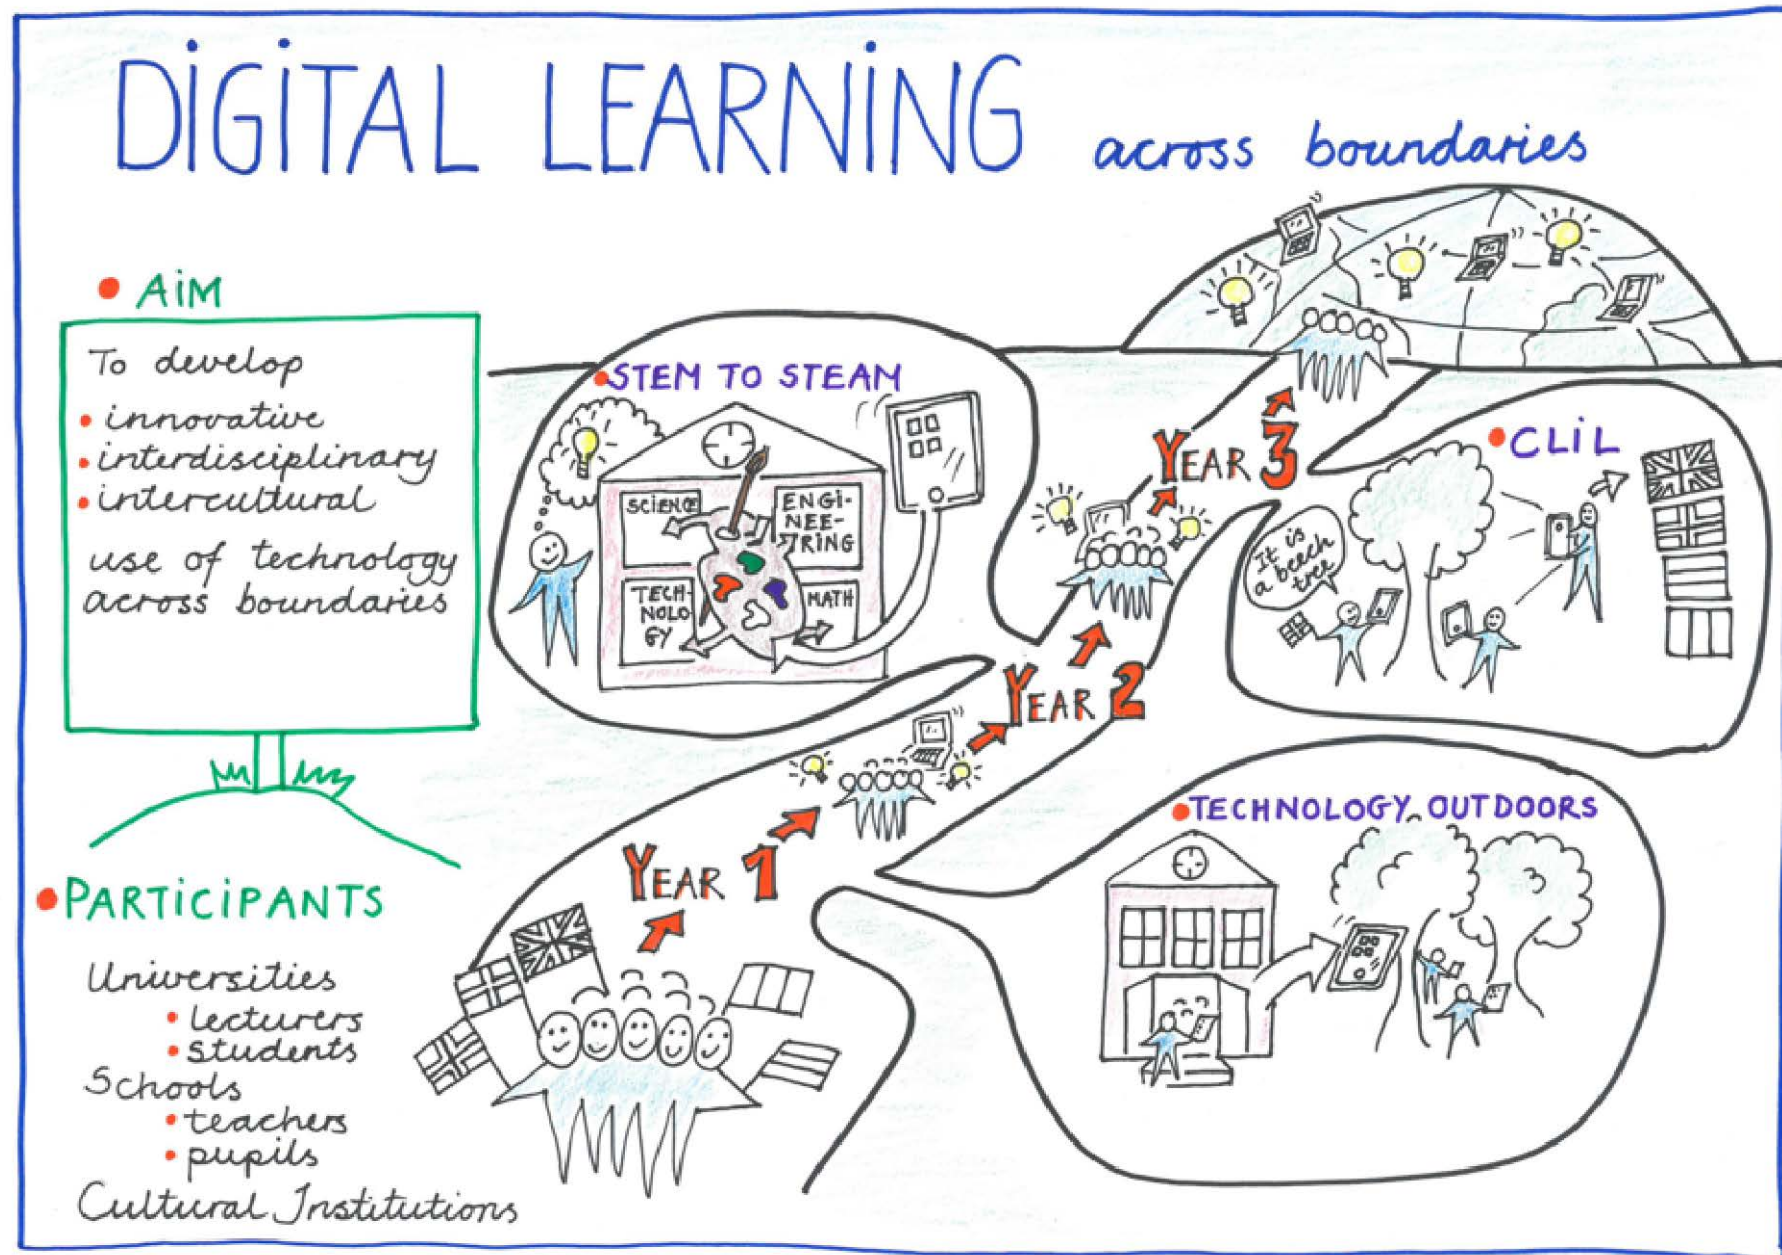 DiGiTAL LEARNiNG across boundaries
• AiM
To develop
• innovative
• interdisciplinary
• intercultural
use of technology
across boundaries
• PARTiCiPANTS
Universities
• lecturers
• students
Schools
• teachers
• pupils
Cultural Institutions
• STEM TO STEAM
SCIENCE
ENGI-
NEE-
RING
TECH-
NOLO
GY
MATH
YEAR 1
YEAR 2
YEAR 3
• CLiL
It is
a beech
tree
• TECHNOLOGY OUTDOORS